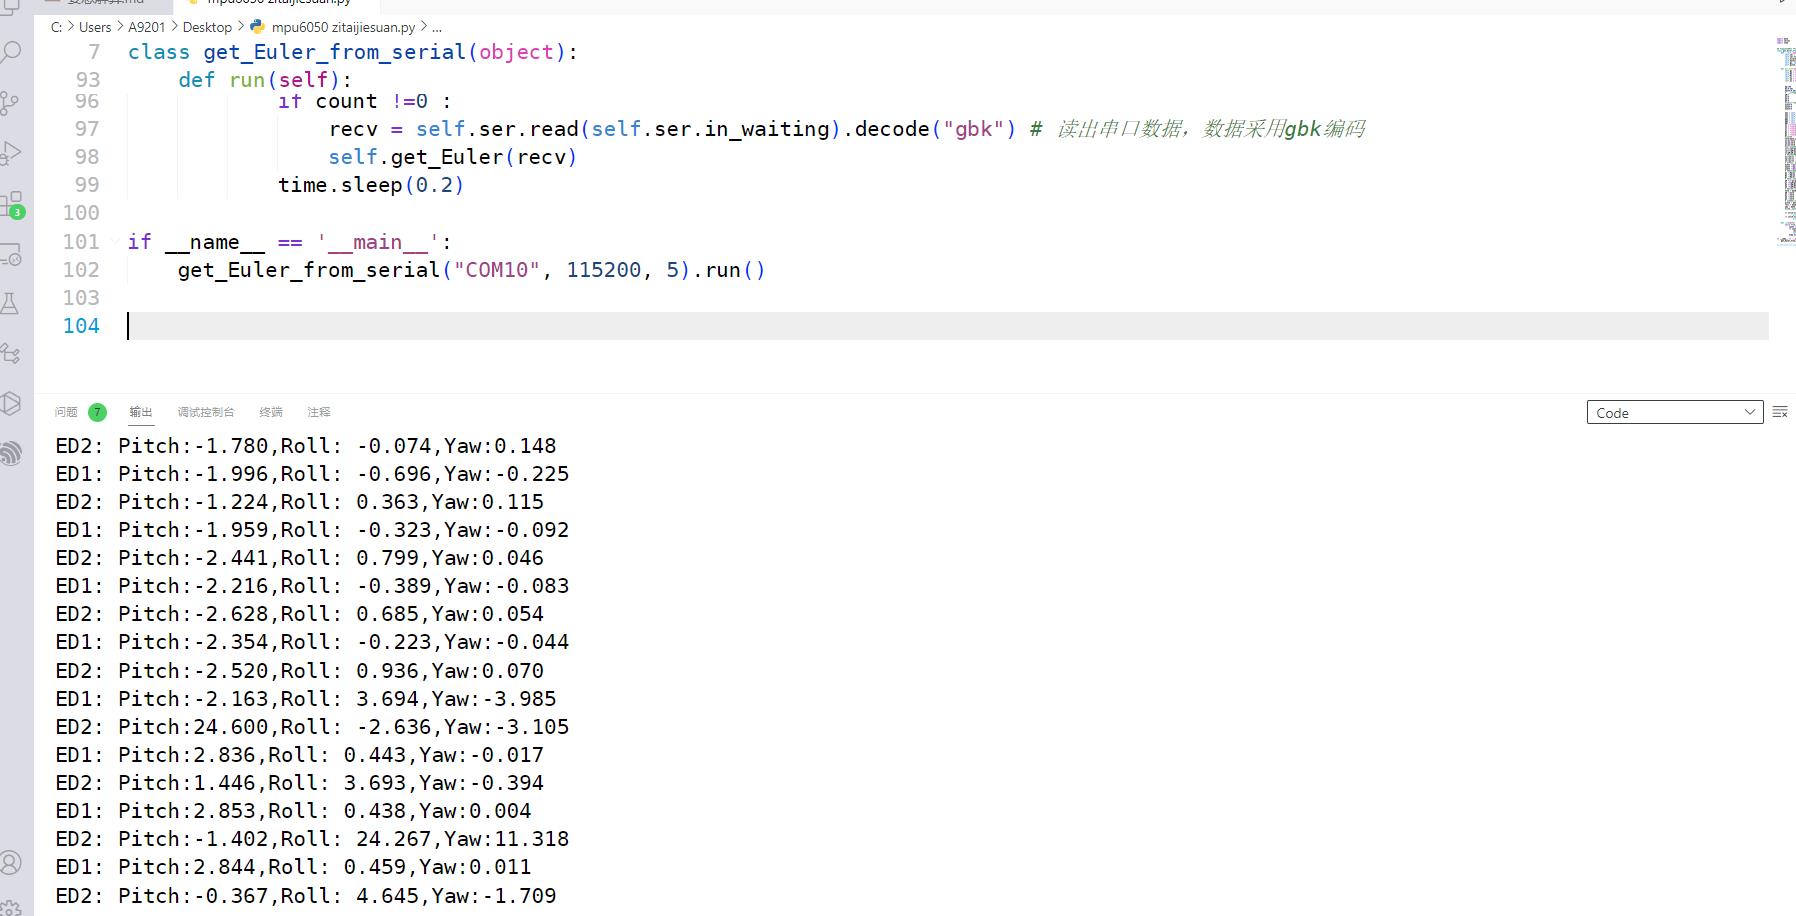 mpu6050 zitaijiesuan.py
C: > Users > A9201 > Desktop > mpu6050 zitaijiesuan.py > ...
7 class get_Euler_from_serial(object):
93 def run(self):
96 if count !=0 :
97 recv = self.ser.read(self.ser.in_waiting).decode("gbk") # 读出串口数据，数据采用gbk编码
98 self.get_Euler(recv)
99 time.sleep(0.2)
100
101 if __name__ == '__main__':
102 get_Euler_from_serial("COM10", 115200, 5).run()
103
104
3
问题 7 输出 调试控制台 终端 注释 Code
ED2: Pitch:-1.780,Roll: -0.074,Yaw:0.148
ED1: Pitch:-1.996,Roll: -0.696,Yaw:-0.225
ED2: Pitch:-1.224,Roll: 0.363,Yaw:0.115
ED1: Pitch:-1.959,Roll: -0.323,Yaw:-0.092
ED2: Pitch:-2.441,Roll: 0.799,Yaw:0.046
ED1: Pitch:-2.216,Roll: -0.389,Yaw:-0.083
ED2: Pitch:-2.628,Roll: 0.685,Yaw:0.054
ED1: Pitch:-2.354,Roll: -0.223,Yaw:-0.044
ED2: Pitch:-2.520,Roll: 0.936,Yaw:0.070
ED1: Pitch:-2.163,Roll: 3.694,Yaw:-3.985
ED2: Pitch:24.600,Roll: -2.636,Yaw:-3.105
ED1: Pitch:2.836,Roll: 0.443,Yaw:-0.017
ED2: Pitch:1.446,Roll: 3.693,Yaw:-0.394
ED1: Pitch:2.853,Roll: 0.438,Yaw:0.004
ED2: Pitch:-1.402,Roll: 24.267,Yaw:11.318
ED1: Pitch:2.844,Roll: 0.459,Yaw:0.011
ED2: Pitch:-0.367,Roll: 4.645,Yaw:-1.709